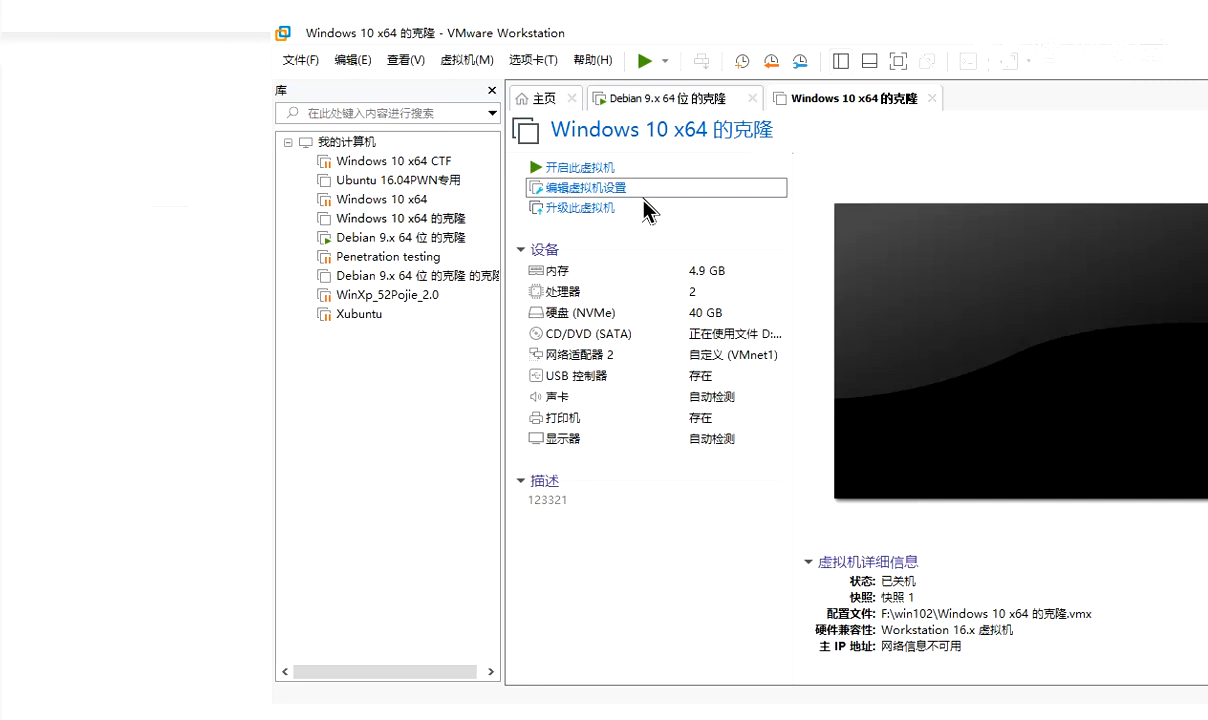 Windows 10 x64 的克隆 - VMware Workstation
文件(F) 编辑(E) 查看(V) 虚拟机(M) 选项卡(T) 帮助(H)
库
在此处键入内容进行搜索
我的计算机
Windows 10 x64 CTF
Ubuntu 16.04PWN专用
Windows 10 x64
Windows 10 x64 的克隆
Debian 9.x 64 位 的克隆
Penetration testing
Debian 9.x 64 位 的克隆 的克隆
WinXp_52Pojie_2.0
Xubuntu
主页 Debian 9.x 64 位 的克隆 Windows 10 x64 的克隆
Windows 10 x64 的克隆
开启此虚拟机
编辑虚拟机设置
升级此虚拟机
设备
内存 4.9 GB
处理器 2
硬盘 (NVMe) 40 GB
CD/DVD (SATA) 正在使用文件 D:...
网络适配器 2 自定义 (VMnet1)
USB 控制器 存在
声卡 自动检测
打印机 存在
显示器 自动检测
描述
123321
虚拟机详细信息
状态: 已关机
快照: 快照 1
配置文件: F:\win102\Windows 10 x64 的克隆.vmx
硬件兼容性: Workstation 16.x 虚拟机
主 IP 地址: 网络信息不可用